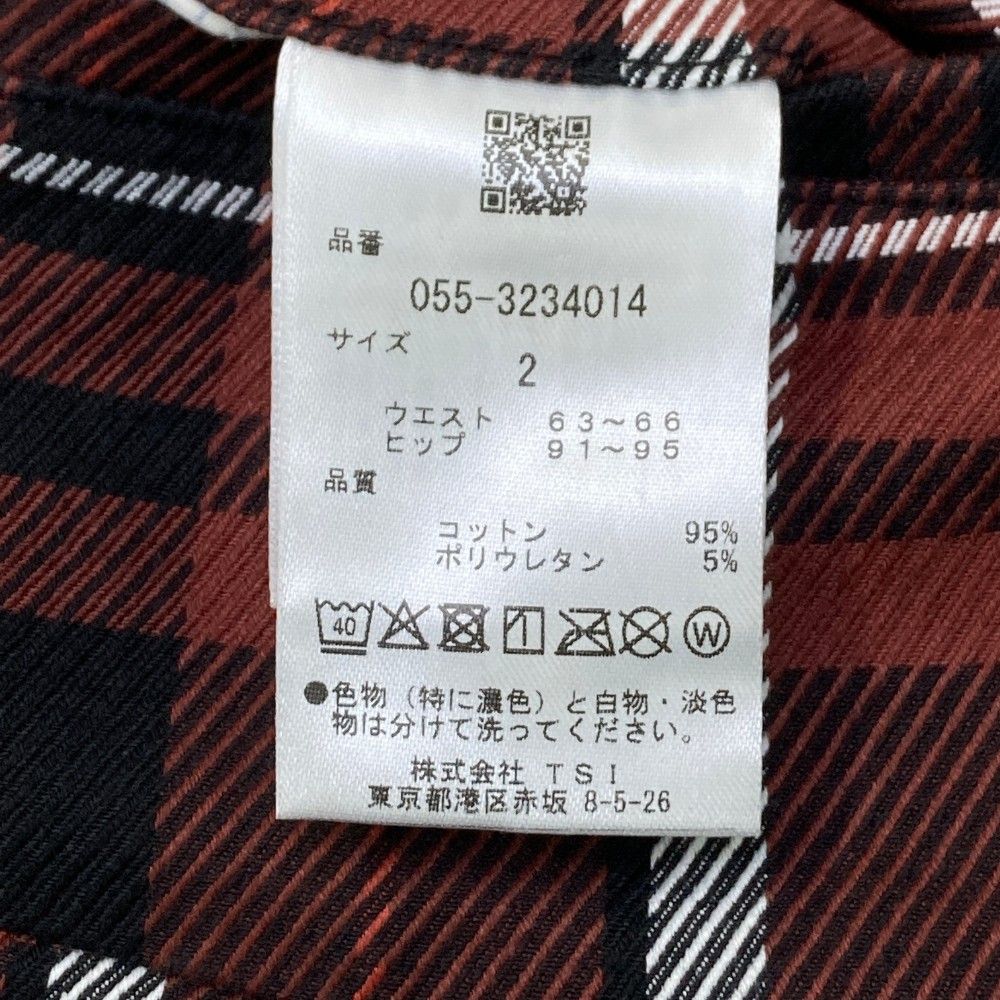 品番
055-3234014
サイズ
2
ウエスト 63～66
ヒップ 91～95
品質
コットン 95%
ポリウレタン 5%
40 W
●色物（特に濃色）と白物・淡色
物は分けて洗ってください。
株式会社 TSI
東京都港区赤坂 8-5-26